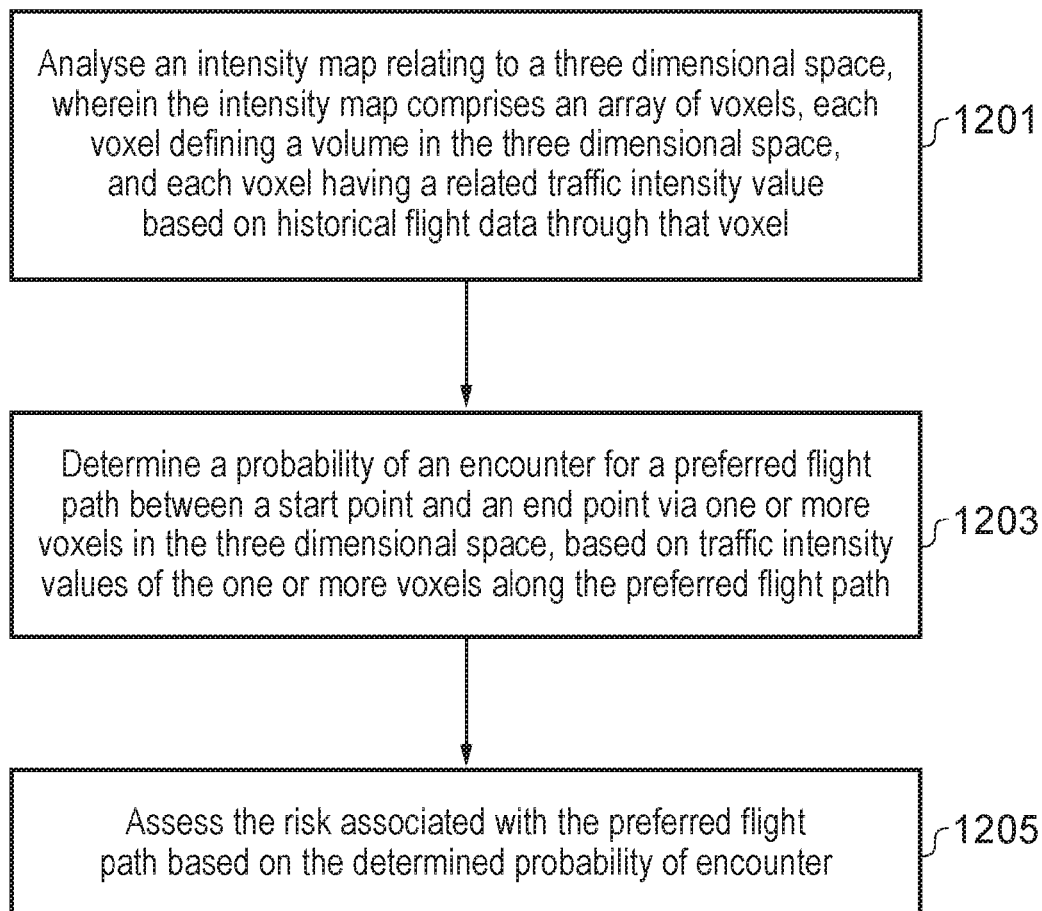 Analyse an intensity map relating to a three dimensional space,
wherein the intensity map comprises an array of voxels, each
voxel defining a volume in the three dimensional space,
and each voxel having a related traffic intensity value
based on historical flight data through that voxel
1201
Determine a probability of an encounter for a preferred flight
path between a start point and an end point via one or more
voxels in the three dimensional space, based on traffic intensity
values of the one or more voxels along the preferred flight path
1203
Assess the risk associated with the preferred flight
path based on the determined probability of encounter
1205